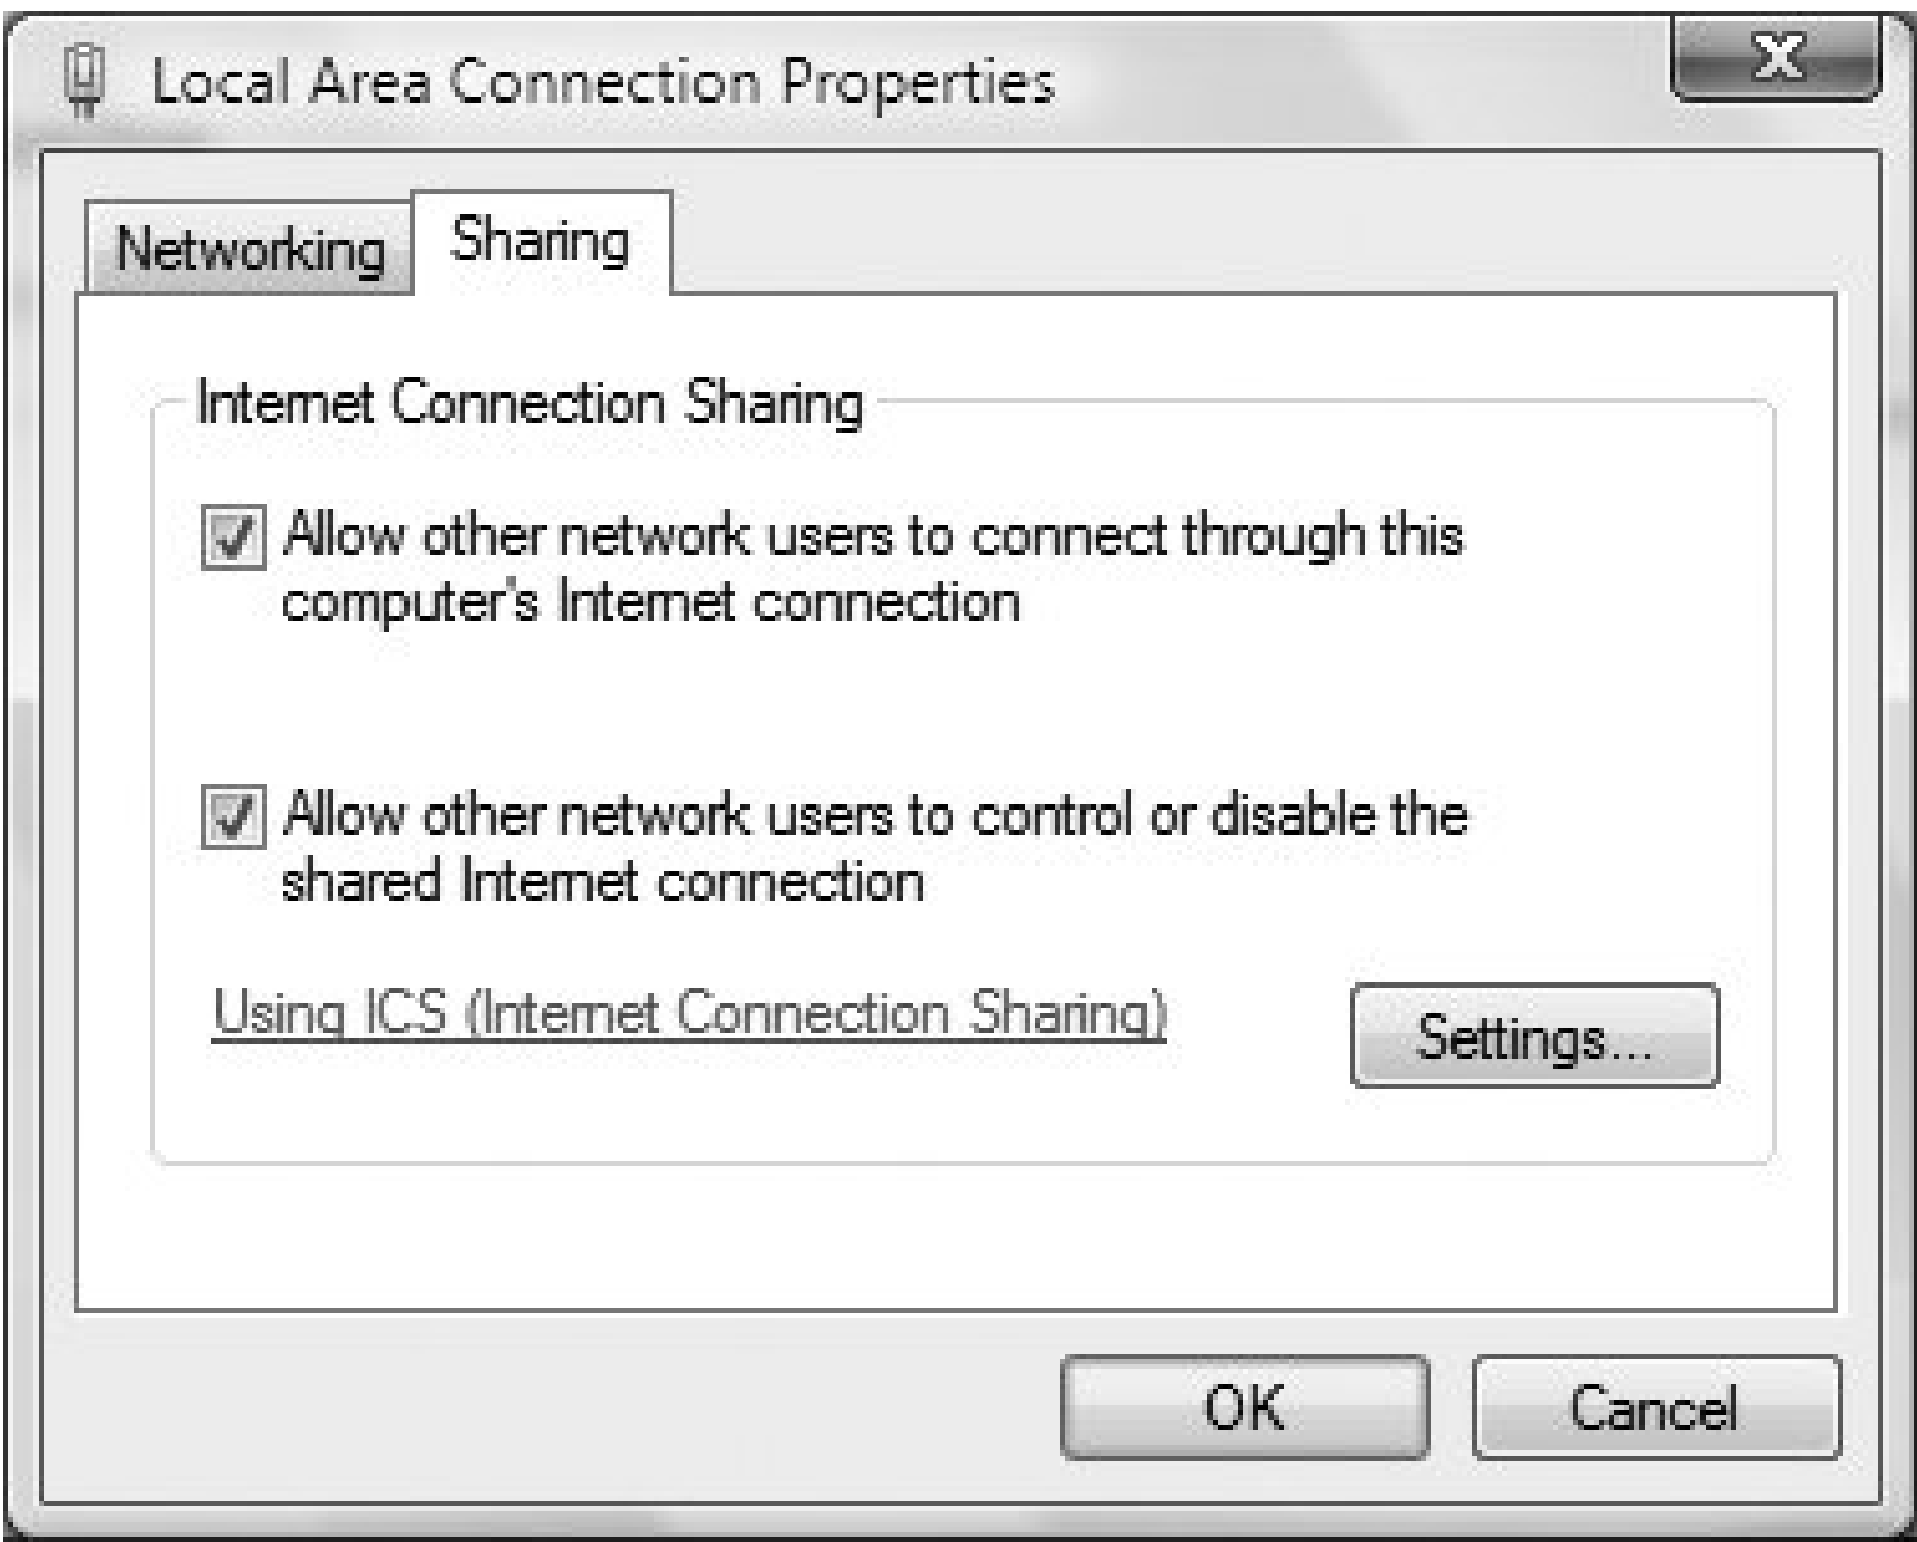 Local Area Connection Properties
X
Networking
Sharing
Internet Connection Sharing
Allow other network users to connect through this
computer's Internet connection
Allow other network users to control or disable the
shared Internet connection
Using ICS (Internet Connection Sharing)
Settings...
OK
Cancel